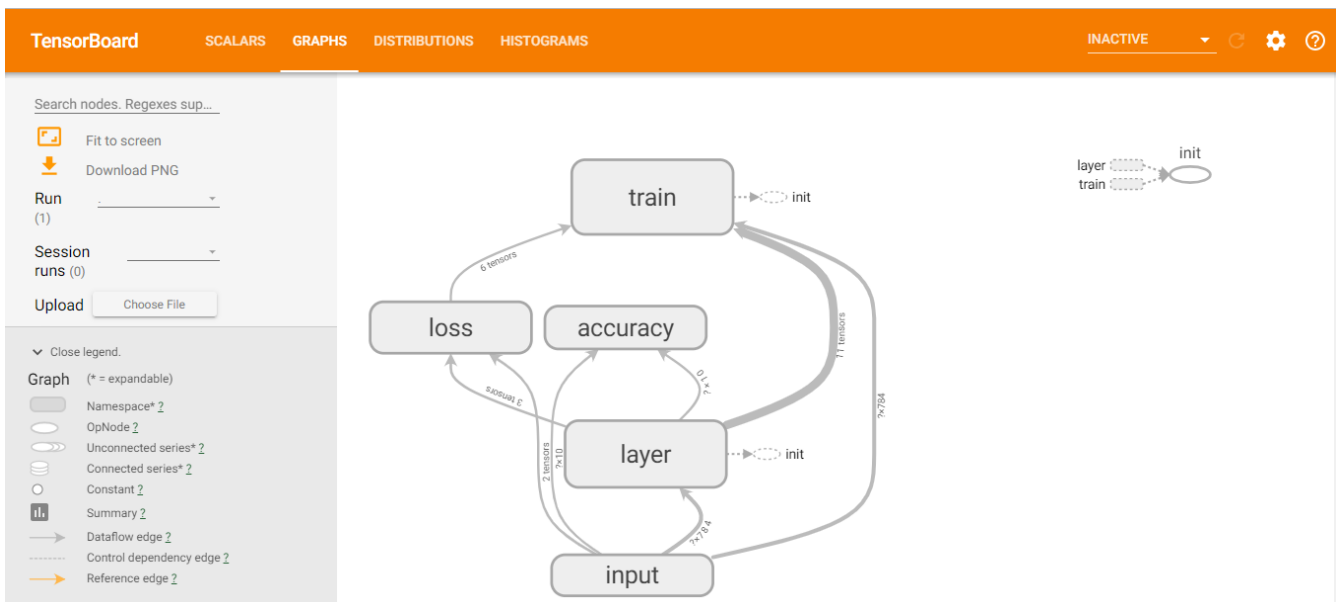 TensorBoard SCALARS GRAPHS DISTRIBUTIONS HISTOGRAMS INACTIVE
Search nodes. Regexes sup...
Fit to screen
Download PNG
Run
(1)
.
Session
runs (0)
Upload Choose File
Close legend.
Graph (* = expandable)
Namespace* ?
OpNode ?
Unconnected series* ?
Connected series* ?
Constant ?
Summary ?
Dataflow edge ?
Control dependency edge ?
Reference edge ?
train
init
6 tensors
loss
accuracy
11 tensors
3 tensors
?×10
?×784
layer
init
2 tensors
?×10
?×784
input
init
layer
train